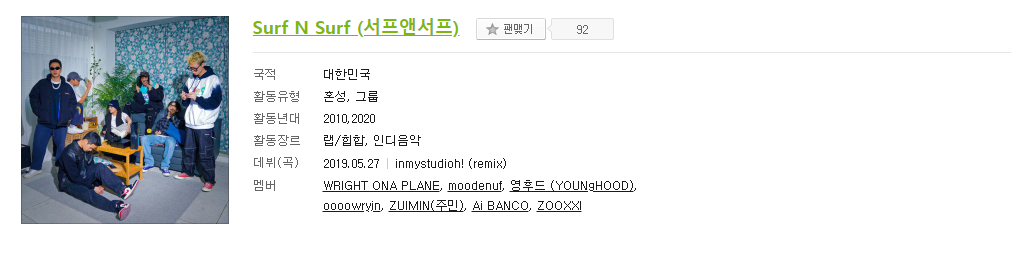 Surf N Surf (서프앤서프) 팬맺기 92
국적 대한민국
활동유형 혼성, 그룹
활동년대 2010,2020
활동장르 랩/힙합, 인디음악
데뷔(곡) 2019.05.27 | inmystudioh! (remix)
멤버 WRIGHT ONA PLANE, moodenuf, 영후드 (YOUNgHOOD),
oooowryin, ZUIMIN(주민), Ai BANCO, ZOOXXI